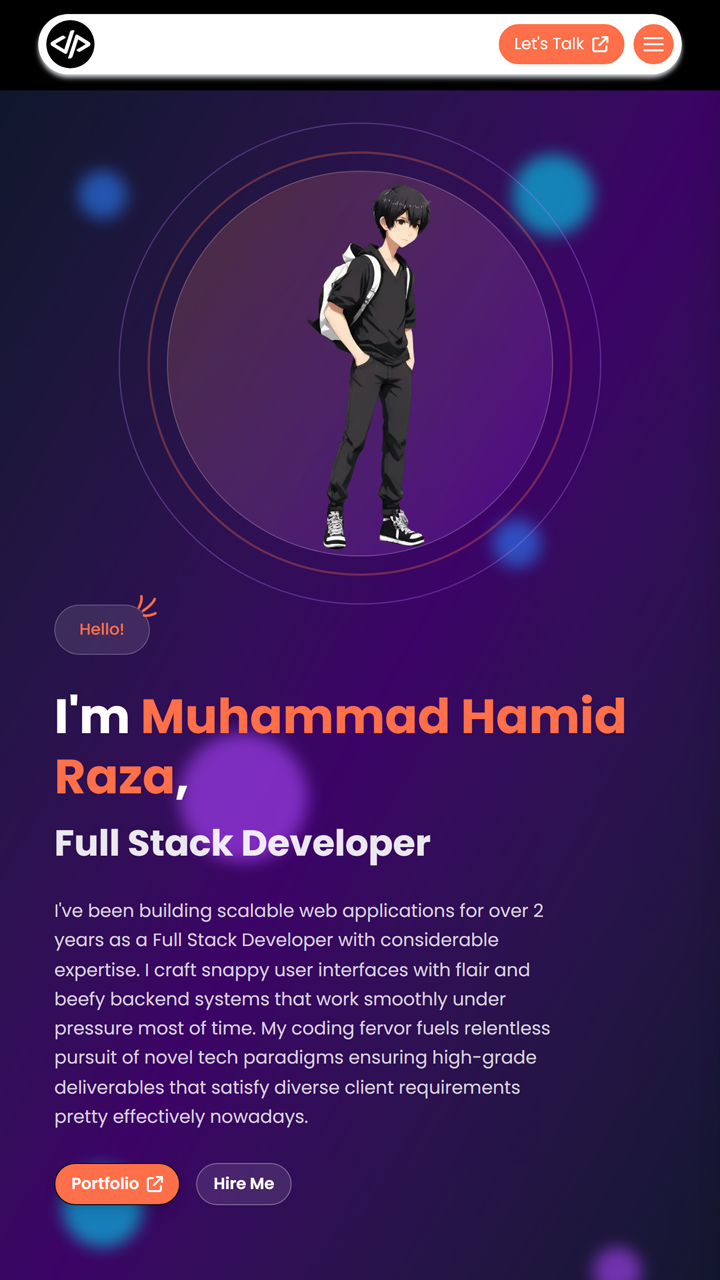 Let's Talk
Hello!
I'm Muhammad Hamid
Raza,
Full Stack Developer
I've been building scalable web applications for over 2
years as a Full Stack Developer with considerable
expertise. I craft snappy user interfaces with flair and
beefy backend systems that work smoothly under
pressure most of time. My coding fervor fuels relentless
pursuit of novel tech paradigms ensuring high-grade
deliverables that satisfy diverse client requirements
pretty effectively nowadays.
Portfolio
Hire Me